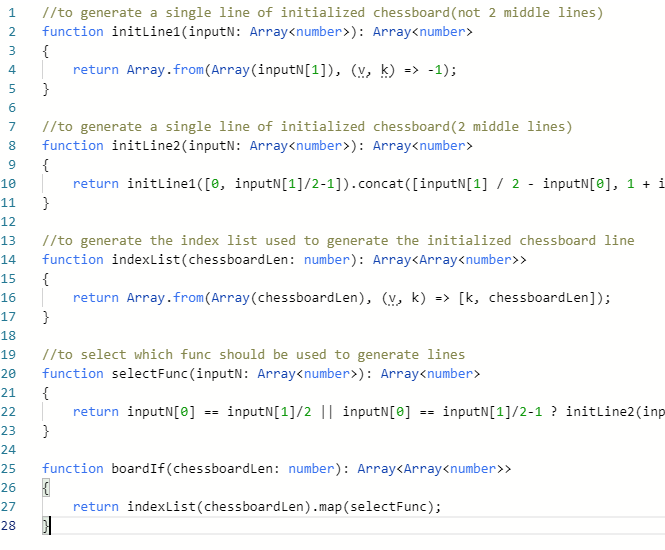 1 //to generate a single line of initialized chessboard(not 2 middle lines)
2 function initLine1(inputN: Array<number>): Array<number>
3 {
4 return Array.from(Array(inputN[1]), (v, k) => -1);
5 }
6
7 //to generate a single line of initialized chessboard(2 middle lines)
8 function initLine2(inputN: Array<number>): Array<number>
9 {
10 return initLine1([0, inputN[1]/2-1]).concat([inputN[1] / 2 - inputN[0], 1 + i
11 }
12
13 //to generate the index list used to generate the initialized chessboard line
14 function indexList(chessboardLen: number): Array<Array<number>>
15 {
16 return Array.from(Array(chessboardLen), (v, k) => [k, chessboardLen]);
17 }
18
19 //to select which func should be used to generate lines
20 function selectFunc(inputN: Array<number>): Array<number>
21 {
22 return inputN[0] == inputN[1]/2 || inputN[0] == inputN[1]/2-1 ? initLine2(inp
23 }
24
25 function boardIf(chessboardLen: number): Array<Array<number>>
26 {
27 return indexList(chessboardLen).map(selectFunc);
28 }